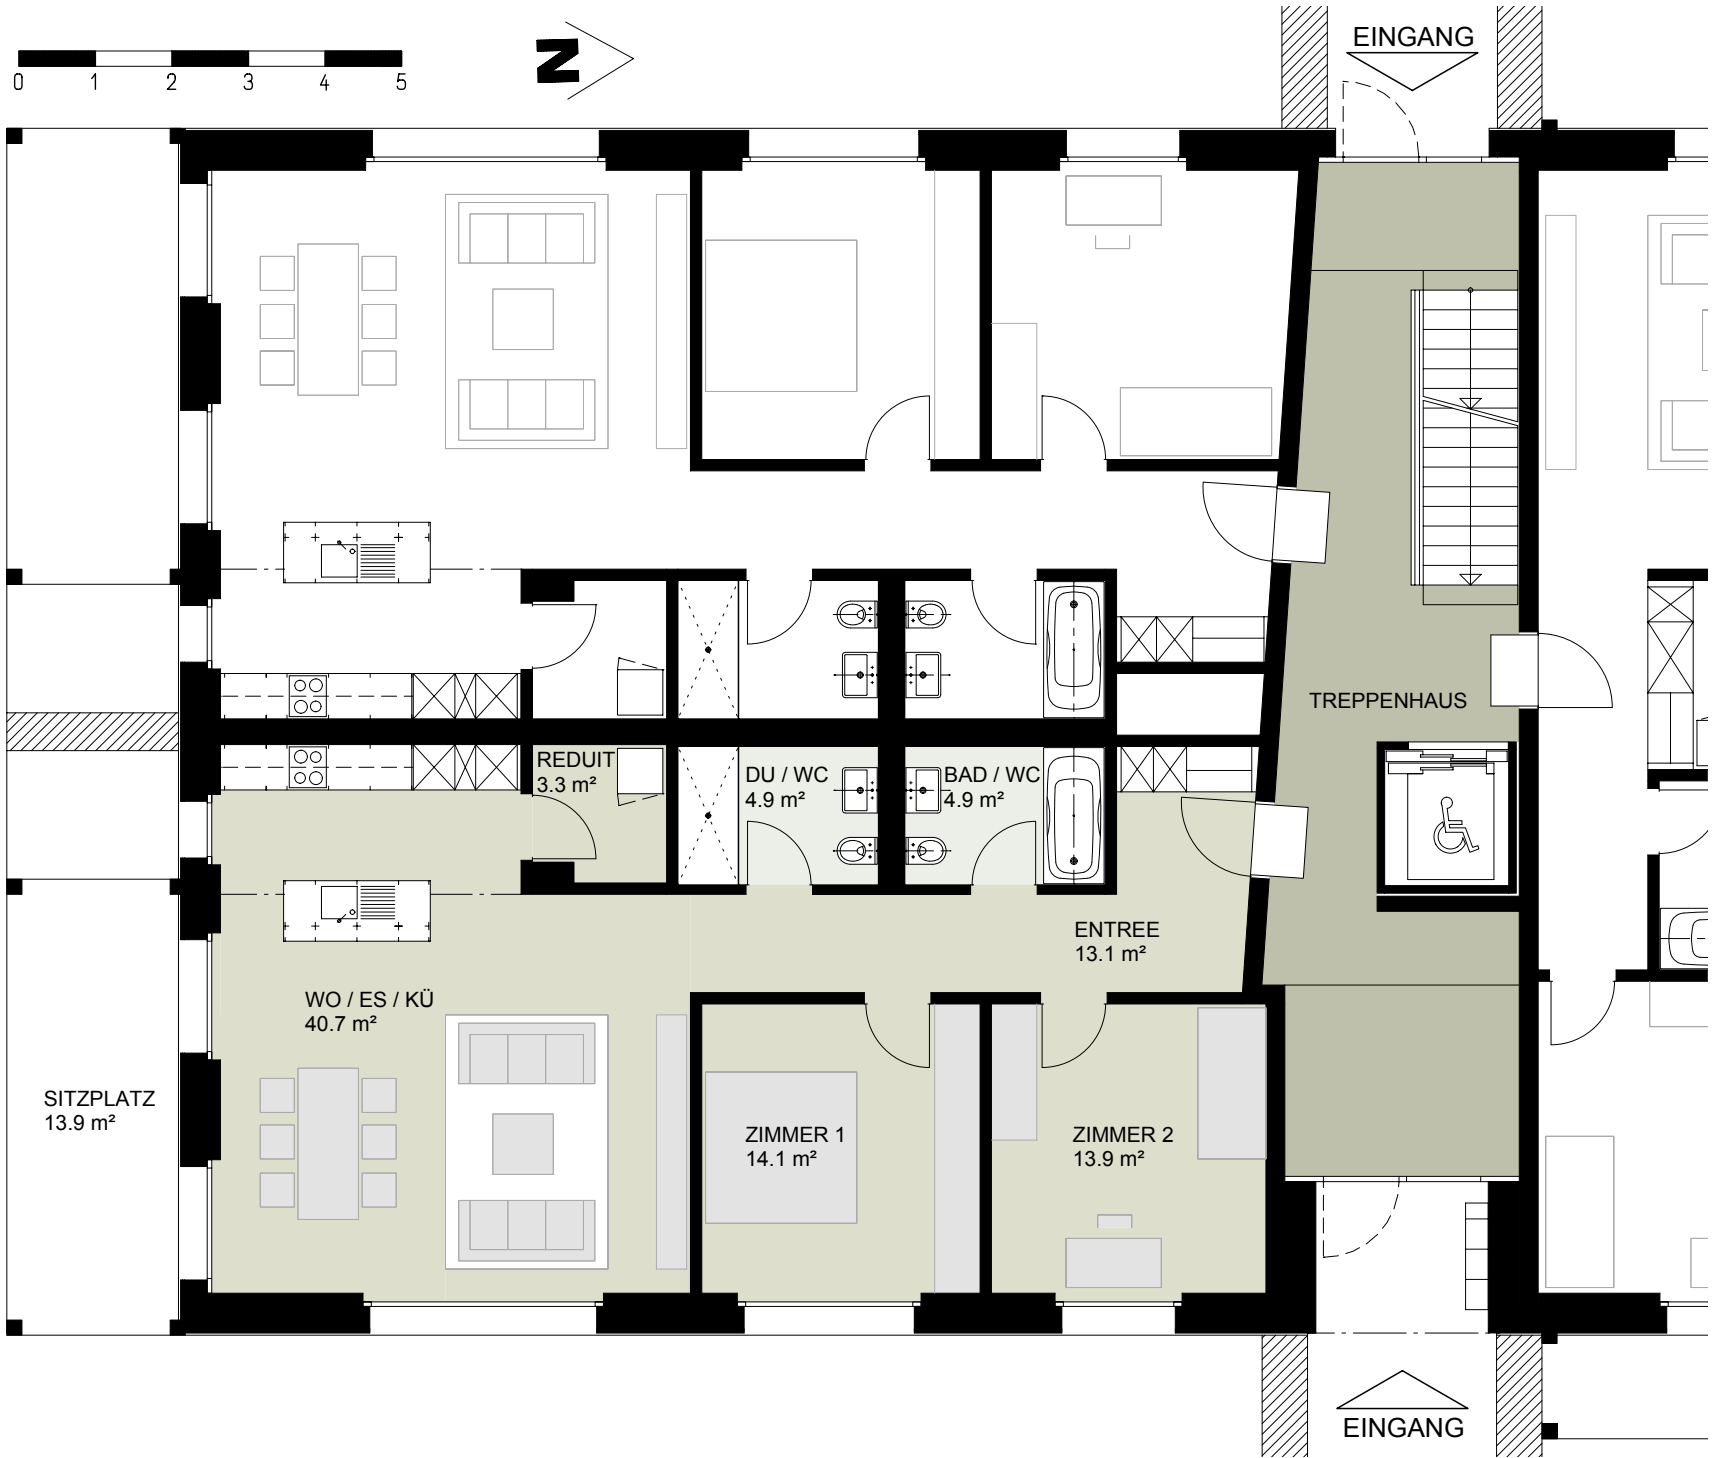 EINGANG
N
0 1 2 3 4 5
TREPPENHAUS
REDUIT
3.3 m²
DU / WC
4.9 m²
BAD / WC
4.9 m²
ENTREE
13.1 m²
WO / ES / KÜ
40.7 m²
SITZPLATZ
13.9 m²
ZIMMER 1
14.1 m²
ZIMMER 2
13.9 m²
EINGANG